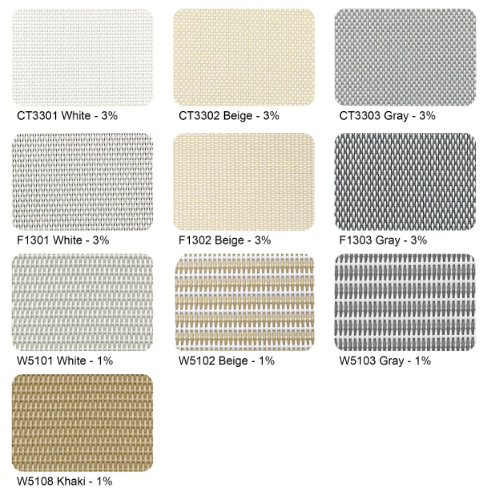 CT3301 White - 3%
CT3302 Beige - 3%
CT3303 Gray - 3%
F1301 White - 3%
F1302 Beige - 3%
F1303 Gray - 3%
W5101 White - 1%
W5102 Beige - 1%
W5103 Gray - 1%
W5108 Khaki - 1%